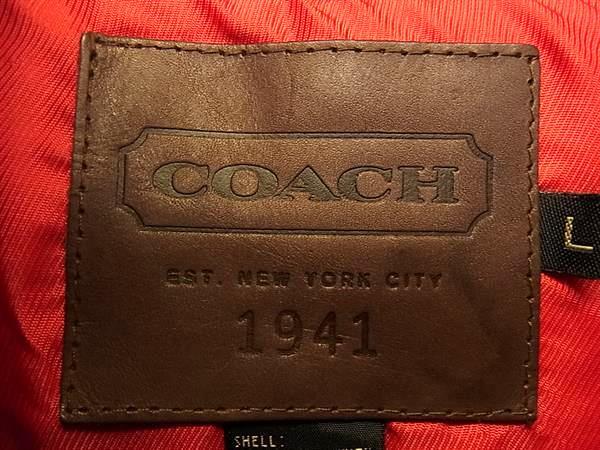 COACH
EST. NEW YORK CITY
1941
L
SHELL: